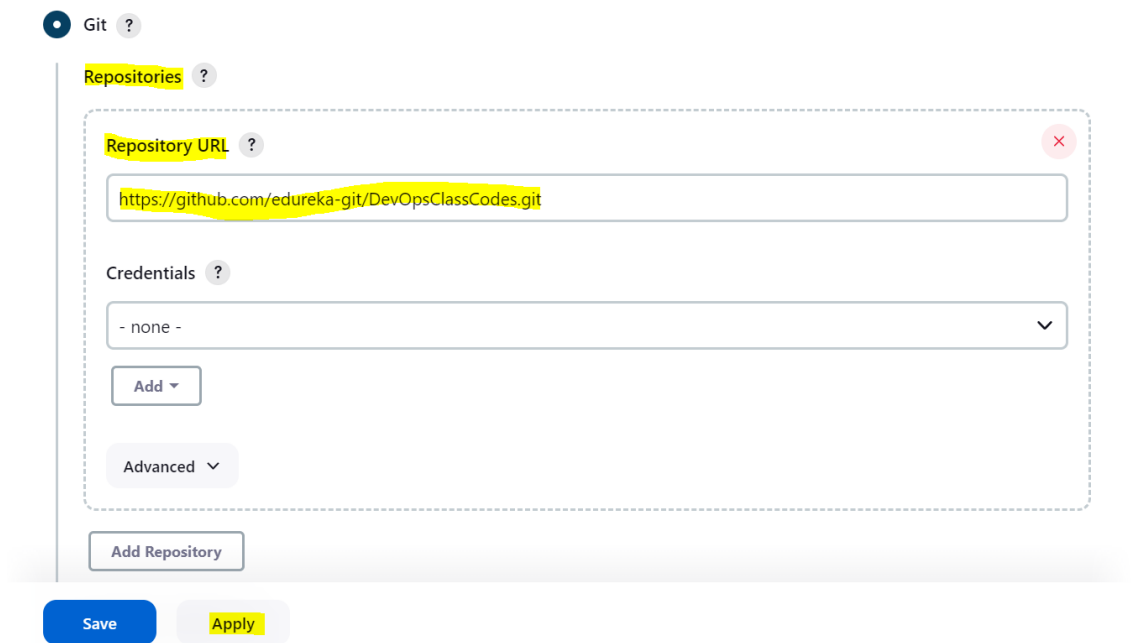 Git ?
Repositories ?
Repository URL ?
https://github.com/edureka-git/DevOpsClassCodes.git
Credentials ?
- none -
Add
Advanced
Add Repository
Save Apply